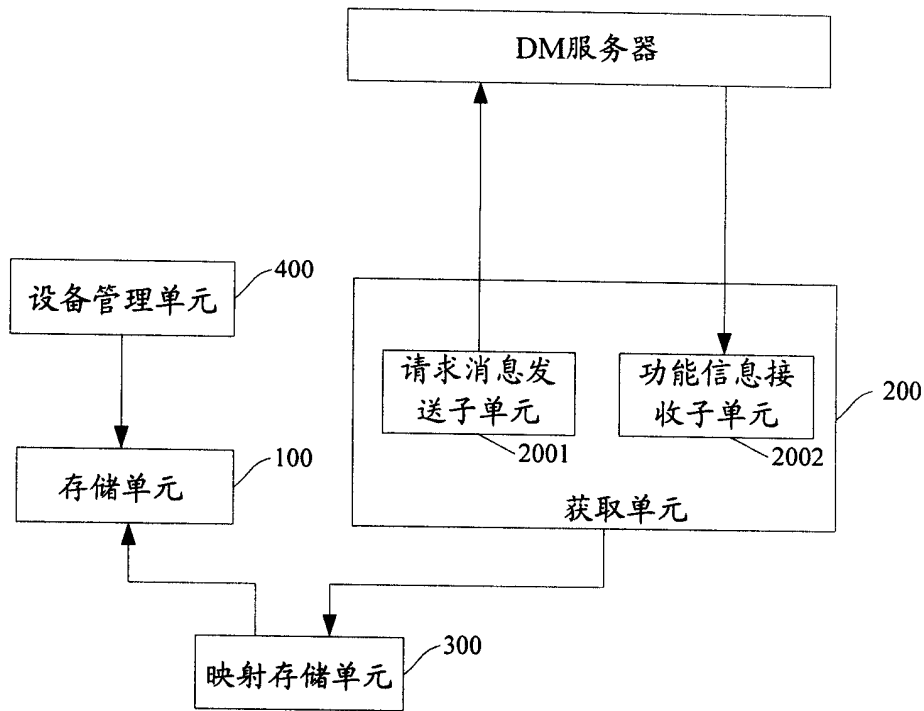 DM服务器
400
设备管理单元
请求消息发
送子单元
功能信息接
收子单元
200
2001
2002
100
存储单元
获取单元
300
映射存储单元